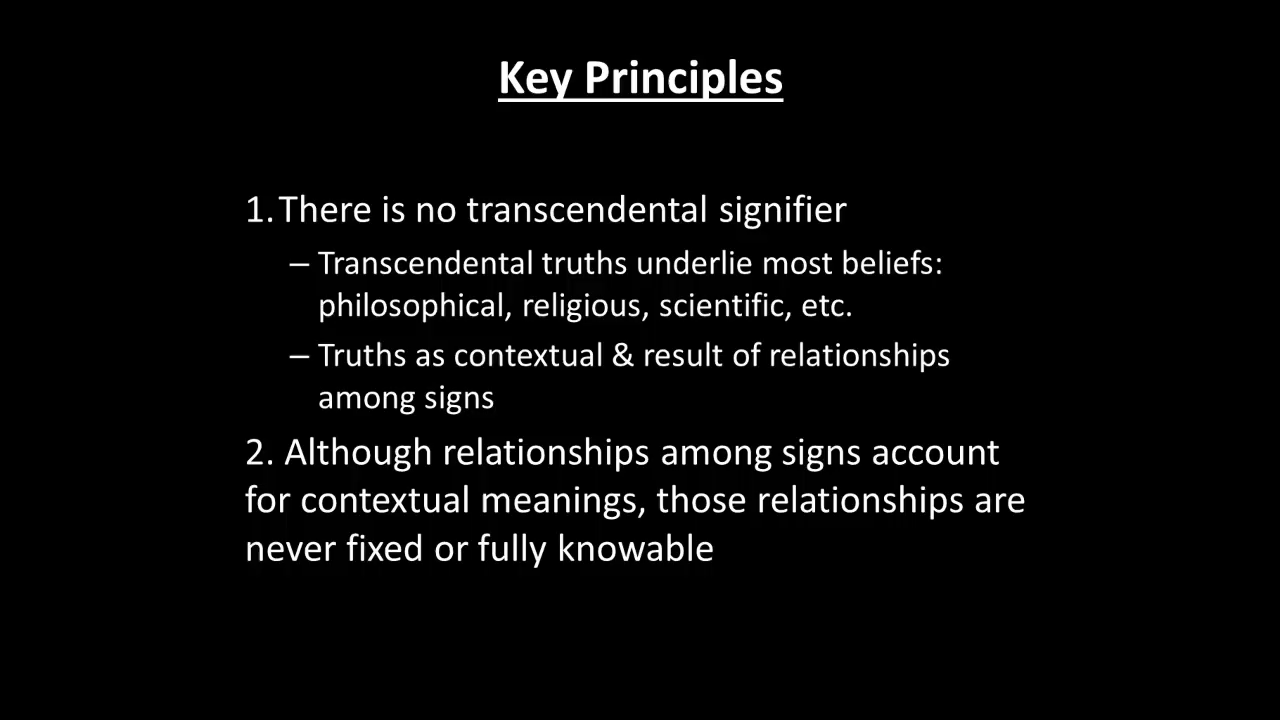 Key Principles
1. There is no transcendental signifier
– Transcendental truths underlie most beliefs:
philosophical, religious, scientific, etc.
– Truths as contextual & result of relationships
among signs
2. Although relationships among signs account
for contextual meanings, those relationships are
never fixed or fully knowable